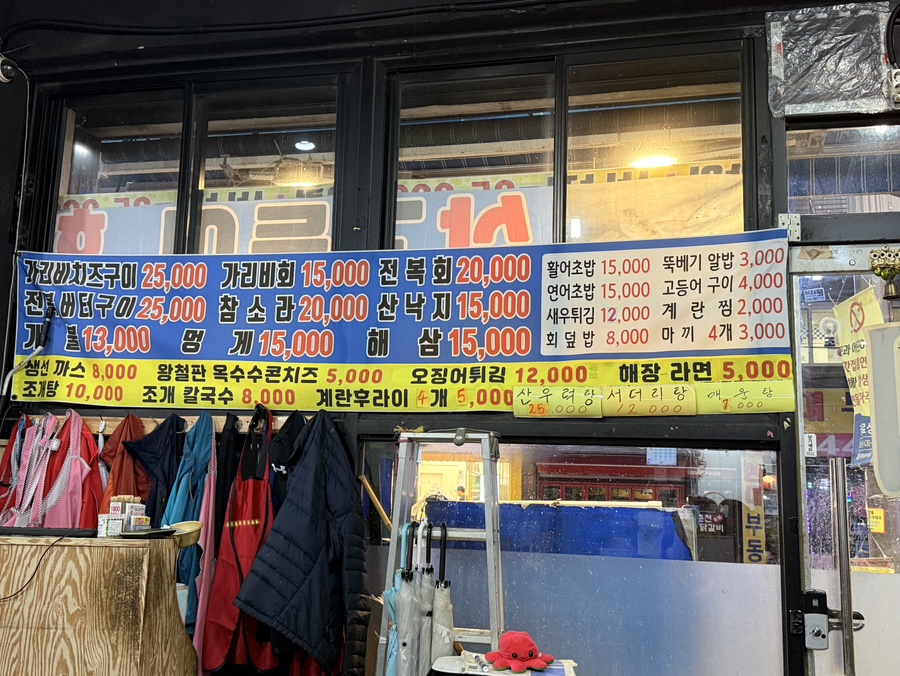 가리비치즈구이 25,000 가리비회 15,000 전복회 20,000
전복버터구이 25,000 참소라 20,000 산낙지 15,000
개불 13,000 멍게 15,000 해삼 15,000
활어초밥 15,000 뚝배기 알밥 3,000
연어초밥 15,000 고등어 구이 4,000
새우튀김 12,000 계란찜 2,000
회덮밥 8,000 마끼 4개 3,000
생선까스 8,000 왕철판 옥수수콘치즈 5,000 오징어튀김 12,000 해장라면 5,000
조개탕 10,000 조개 칼국수 8,000 계란후라이 4개 5,000
산우럭탕 25,000
서더리탕 12,000
매운탕
닭갈비
부동